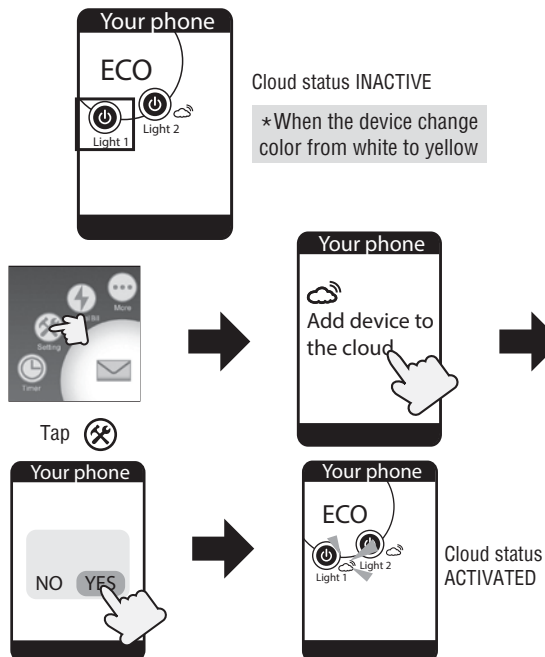 Your phone
ECO
Light 1
Light 2
Cloud status INACTIVE
*When the device change
color from white to yellow
More
Bill
Setting
Timer
Tap
Your phone
Add device to
the cloud
Your phone
NO YES
Your phone
ECO
Light 1
Light 2
Cloud status
ACTIVATED